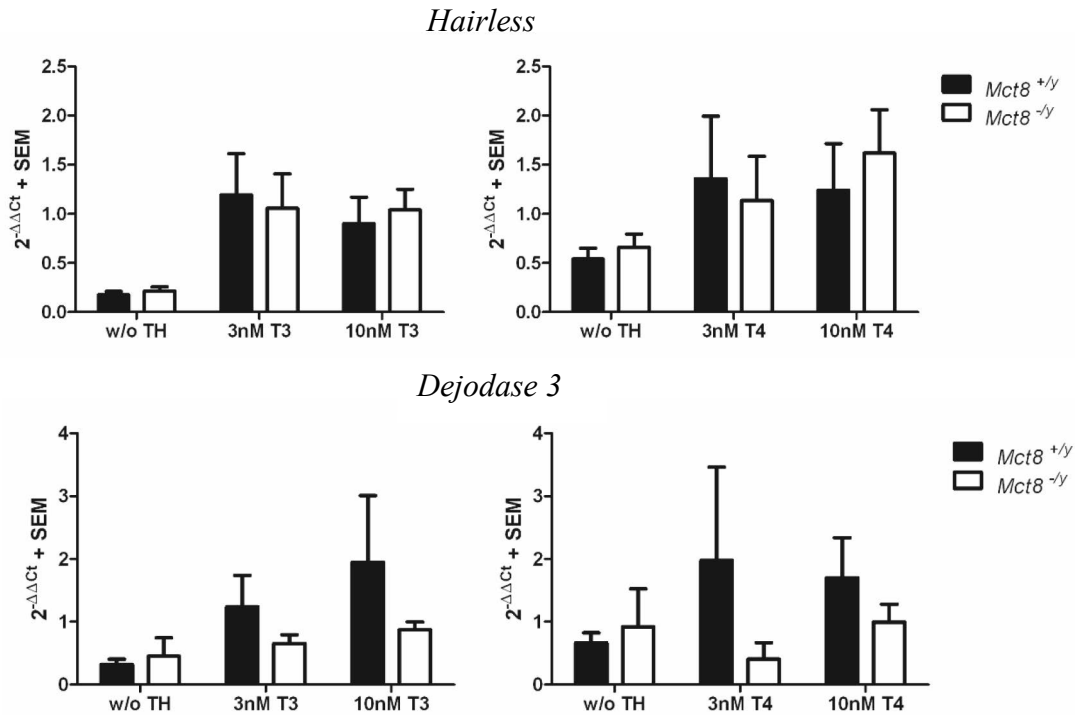 Hairless
2.5
2.0
1.5
1.0
0.5
0.0
2-ΔΔCt + SEM
w/o TH 3nM T3 10nM T3
2.5
2.0
1.5
1.0
0.5
0.0
2-ΔΔCt + SEM
w/o TH 3nM T4 10nM T4
Mct8 +/y
Mct8 -/y
Dejodase 3
4
3
2
1
0
2-ΔΔCt + SEM
w/o TH 3nM T3 10nM T3
4
3
2
1
0
2-ΔΔCt + SEM
w/o TH 3nM T4 10nM T4
Mct8 +/y
Mct8 -/y